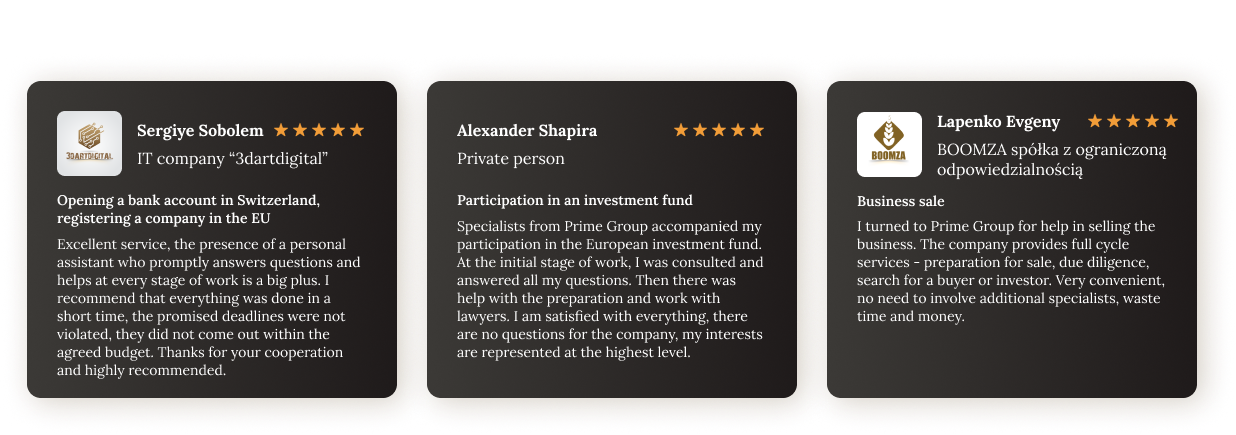 3DARTDIGITAL
Sergiye Sobolem
IT company “3dartdigital”
Opening a bank account in Switzerland,
registering a company in the EU
Excellent service, the presence of a personal
assistant who promptly answers questions and
helps at every stage of work is a big plus. I
recommend that everything was done in a
short time, the promised deadlines were not
violated, they did not come out within the
agreed budget. Thanks for your cooperation
and highly recommended.
Alexander Shapira
Private person
Participation in an investment fund
Specialists from Prime Group accompanied my
participation in the European investment fund.
At the initial stage of work, I was consulted and
answered all my questions. Then there was
help with the preparation and work with
lawyers. I am satisfied with everything, there
are no questions for the company, my interests
are represented at the highest level.
BOOMZA
Lapenko Evgeny
BOOMZA spółka z ograniczoną
odpowiedzialnością
Business sale
I turned to Prime Group for help in selling the
business. The company provides full cycle
services - preparation for sale, due diligence,
search for a buyer or investor. Very convenient,
no need to involve additional specialists, waste
time and money.